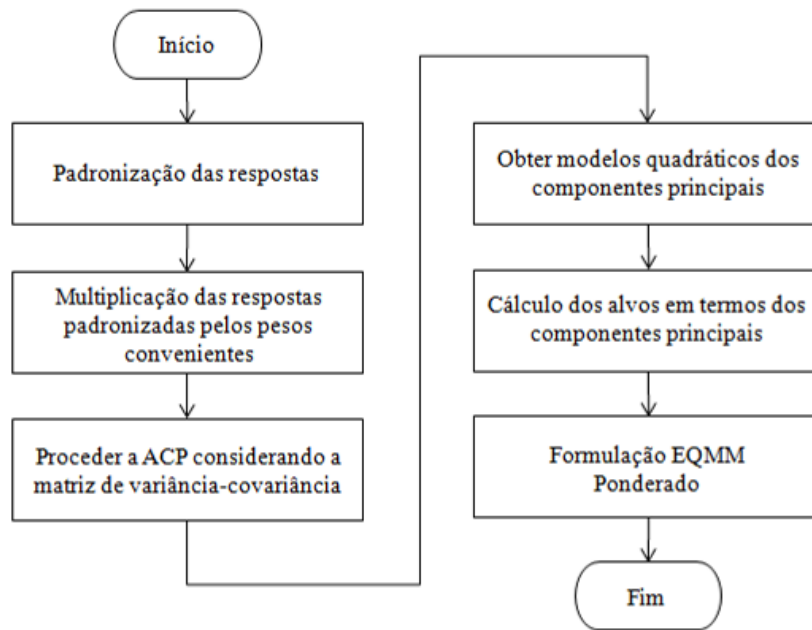 Início
Padronização das respostas
Multiplicação das respostas
padronizadas pelos pesos
convenientes
Proceder a ACP considerando a
matriz de variância-covariância
Obter modelos quadráticos dos
componentes principais
Cálculo dos alvos em termos dos
componentes principais
Formulação EQMM
Ponderado
Fim